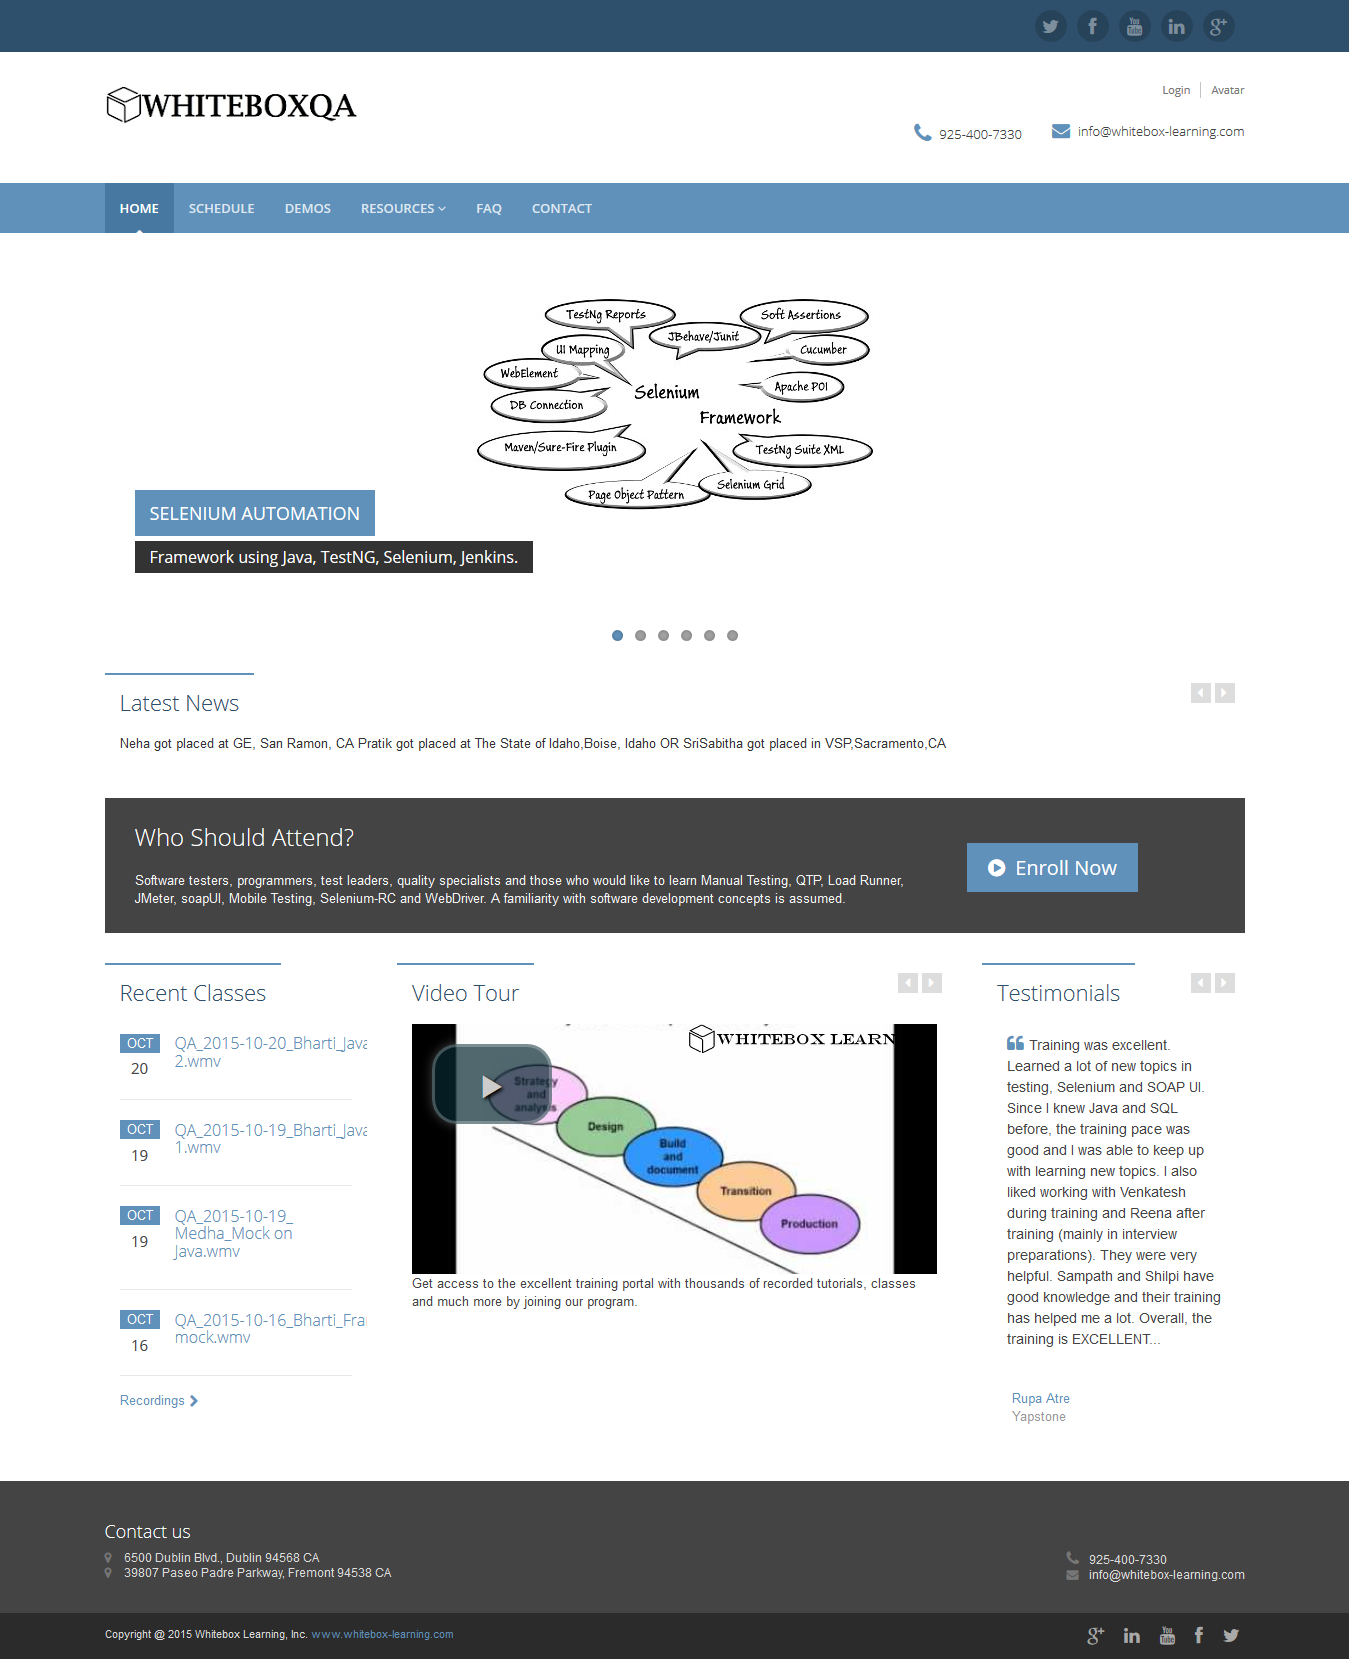 WHITEBOXQA
Login
Avatar
925-400-7330
info@whitebox-learning.com
HOME
SCHEDULE
DEMOS
RESOURCES
FAQ
CONTACT
TestNg Reports
Soft Assertions
JBehave/Junit
UI Mapping
Cucumber
WebElement
Apache POI
Selenium
DB Connection
Framework
Maven/Sure-Fire Plugin
TestNg Suite XML
Selenium Grid
Page Object Pattern
SELENIUM AUTOMATION
Framework using Java, TestNG, Selenium, Jenkins.
Latest News
Neha got placed at GE, San Ramon, CA Pratik got placed at The State of Idaho,Boise, Idaho OR SriSabitha got placed in VSP,Sacramento,CA
Who Should Attend?
Software testers, programmers, test leaders, quality specialists and those who would like to learn Manual Testing, QTP, Load Runner,
JMeter, soapUI, Mobile Testing, Selenium-RC and WebDriver. A familiarity with software development concepts is assumed.
Enroll Now
Recent Classes
OCT
20
QA_2015-10-20_Bharti_Java
2.wmv
OCT
19
QA_2015-10-19_Bharti_Java
1.wmv
OCT
19
QA_2015-10-19_
Medha_Mock on
Java.wmv
OCT
16
QA_2015-10-16_Bharti_Fra
mock.wmv
Recordings
Video Tour
WHITEBOX LEARN
Strategy
and
analysis
Design
Build
and
document
Transition
Production
Get access to the excellent training portal with thousands of recorded tutorials, classes
and much more by joining our program.
Testimonials
Training was excellent.
Learned a lot of new topics in
testing, Selenium and SOAP UI.
Since I knew Java and SQL
before, the training pace was
good and I was able to keep up
with learning new topics. I also
liked working with Venkatesh
during training and Reena after
training (mainly in interview
preparations). They were very
helpful. Sampath and Shilpi have
good knowledge and their training
has helped me a lot. Overall, the
training is EXCELLENT...
Rupa Atre
Yapstone
Contact us
6500 Dublin Blvd., Dublin 94568 CA
39807 Paseo Padre Parkway, Fremont 94538 CA
925-400-7330
info@whitebox-learning.com
Copyright @ 2015 Whitebox Learning, Inc. www.whitebox-learning.com